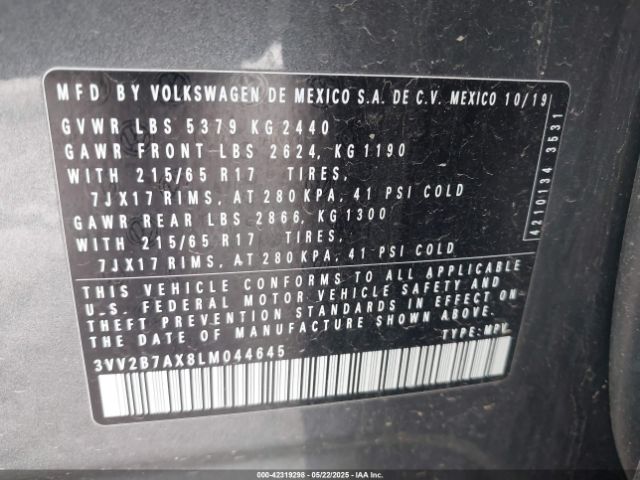 MFD BY VOLKSWAGEN DE MEXICO S.A. DE C.V. MEXICO 10/19
GVWR LBS 5379 KG 2440
GAWR FRONT LBS 2624, KG 1190
WITH 215/65 R17 TIRES,
7JX17 RIMS, AT 280 KPA, 41 PSI COLD
GAWR REAR LBS 2866, KG 1300
WITH 215/65 R17 TIRES,
7JX17 RIMS, AT 280 KPA, 41 PSI COLD
THIS VEHICLE CONFORMS TO ALL APPLICABLE
U.S. FEDERAL MOTOR VEHICLE SAFETY AND
THEFT PREVENTION STANDARDS IN EFFECT ON
THE DATE OF MANUFACTURE SHOWN ABOVE.
3VV2B7AX8LM044645
TYPE: MPV
4210134 3531
000-42319298 - 05/22/2025 - IAA Inc.